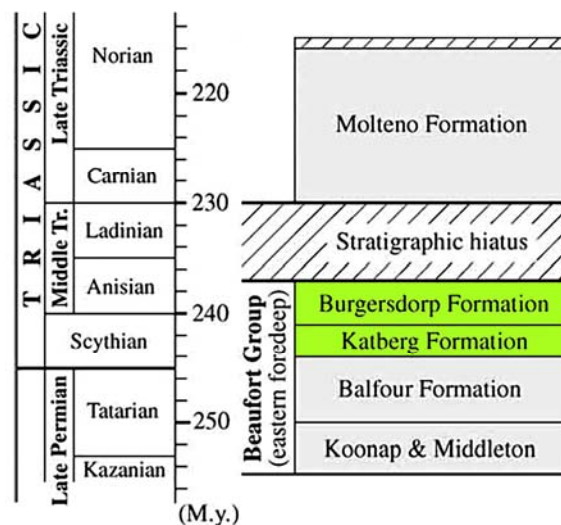 TRIASSIC
Late Triassic
Middle Tr.
Late Permian
Norian
Carnian
Ladinian
Anisian
Scythian
Tatarian
Kazanian
220
230
240
250
(M.y.)
Molteno Formation
Stratigraphic hiatus
Beaufort Group
(eastern foredeep)
Burgersdorp Formation
Katberg Formation
Balfour Formation
Koonap & Middleton